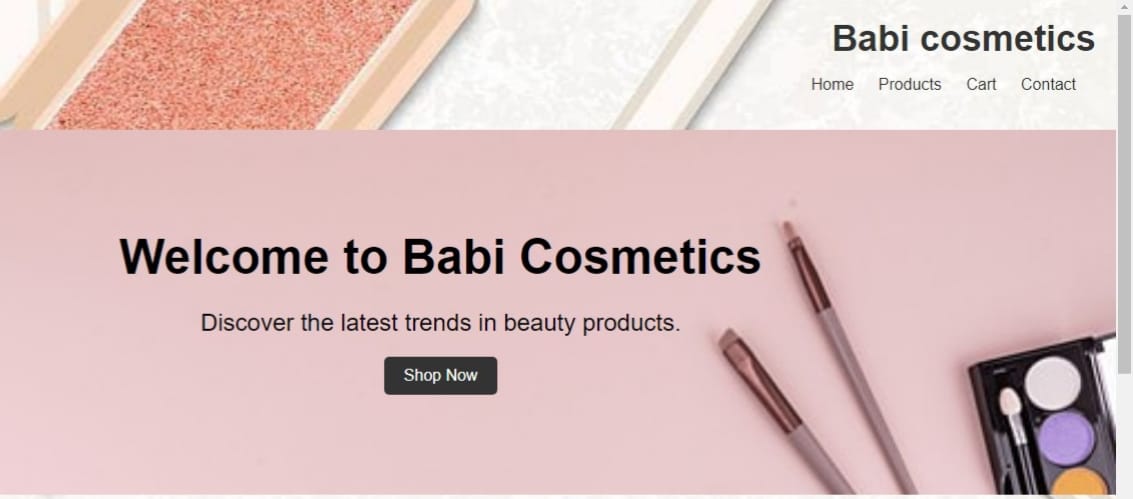 Babi cosmetics
Home Products Cart Contact
Welcome to Babi Cosmetics
Discover the latest trends in beauty products.
Shop Now